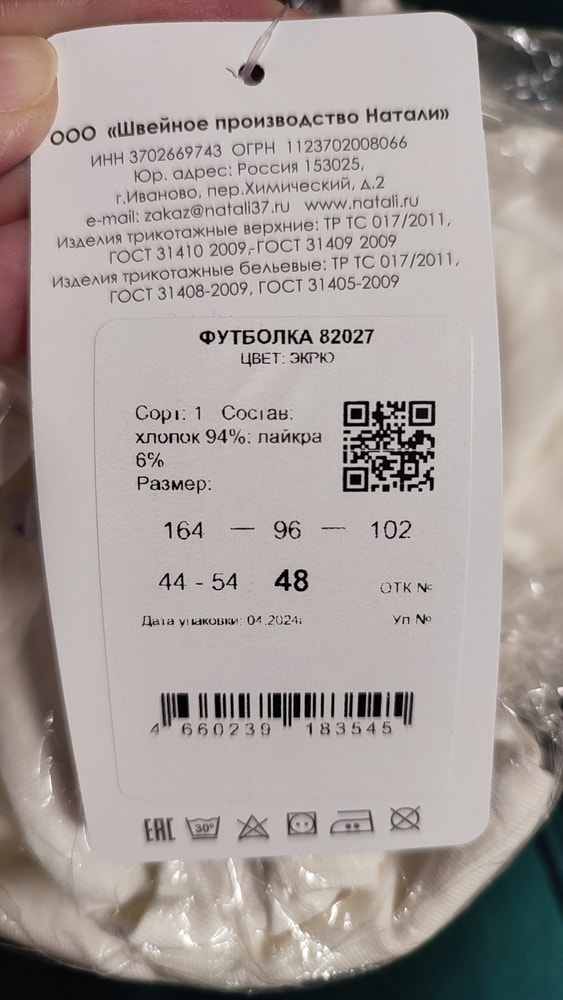 ООО «Швейное производство Натали»
ИНН 3702669743 ОГРН 1123702008066
Юр. адрес: Россия 153025,
г.Иваново, пер.Химический, д.2
e-mail: zakaz@natali37.ru www.natali.ru
Изделия трикотажные верхние: ТР ТС 017/2011,
ГОСТ 31410 2009,-ГОСТ 31409 2009
Изделия трикотажные бельевые: ТР ТС 017/2011,
ГОСТ 31408-2009, ГОСТ 31405-2009
ФУТБОЛКА 82027
ЦВЕТ: ЭКРЮ
Сорт: 1 Состав:
хлопок 94%; лайкра
6%
Размер:
164 — 96 — 102
44 - 54 48
ОТК №
Дата упаковки: 04.2024г
Уп №
4 660239 183545
EAC 30°